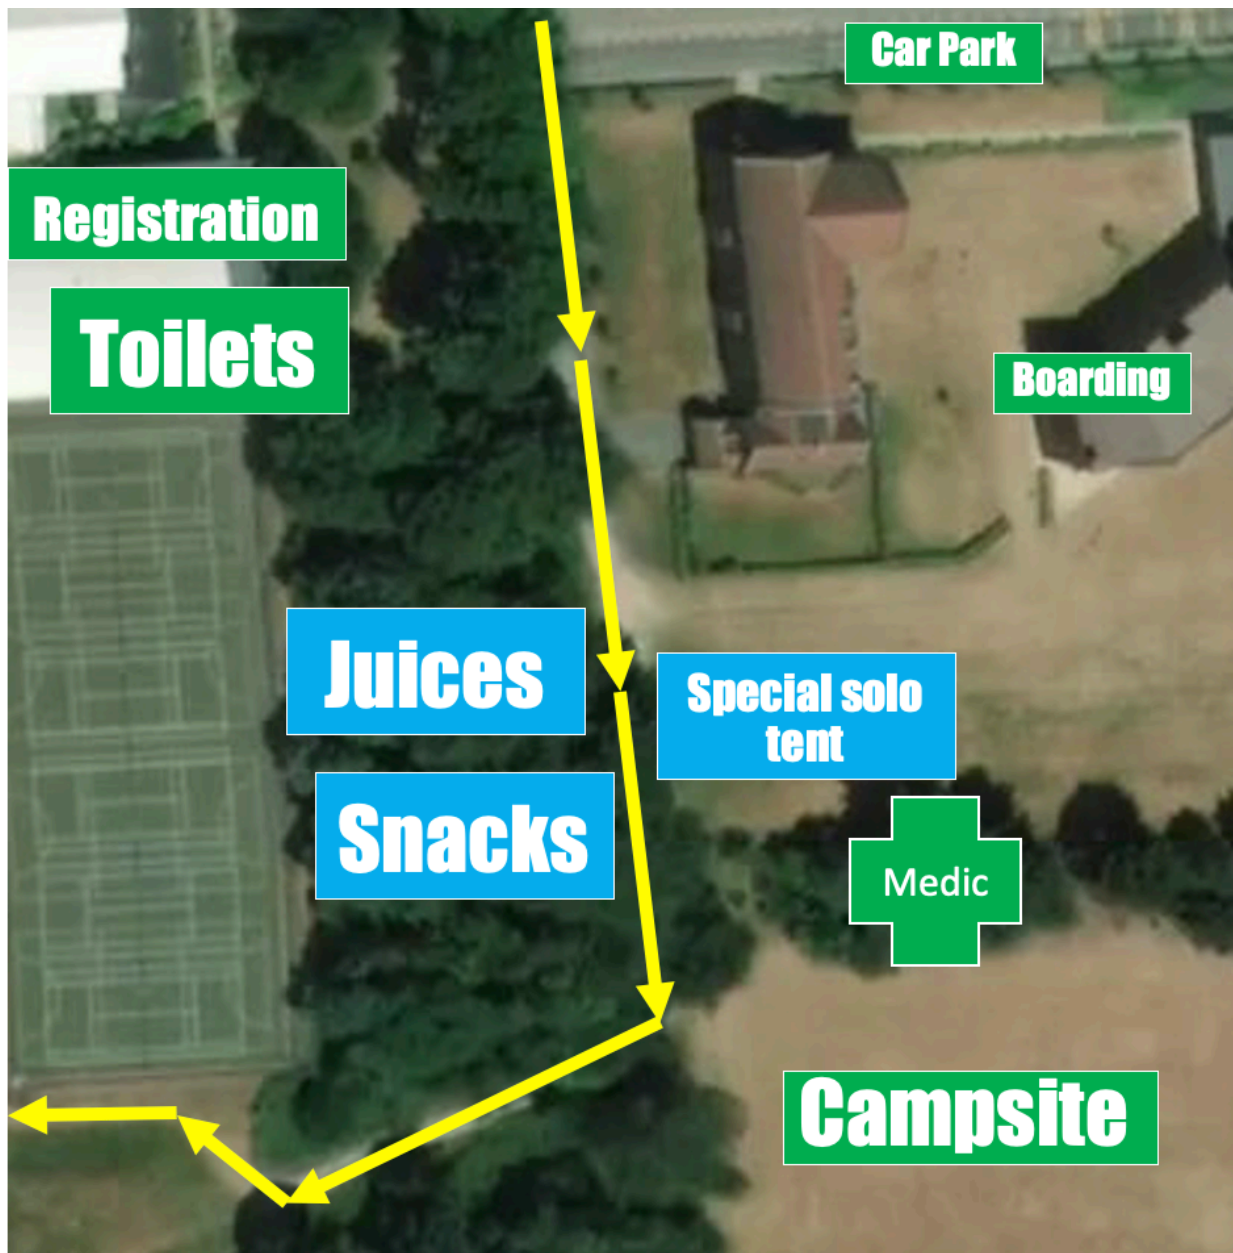 Car Park
Registration
Toilets
Boarding
Juices
Special solo
tent
Snacks
Medic
Campsite